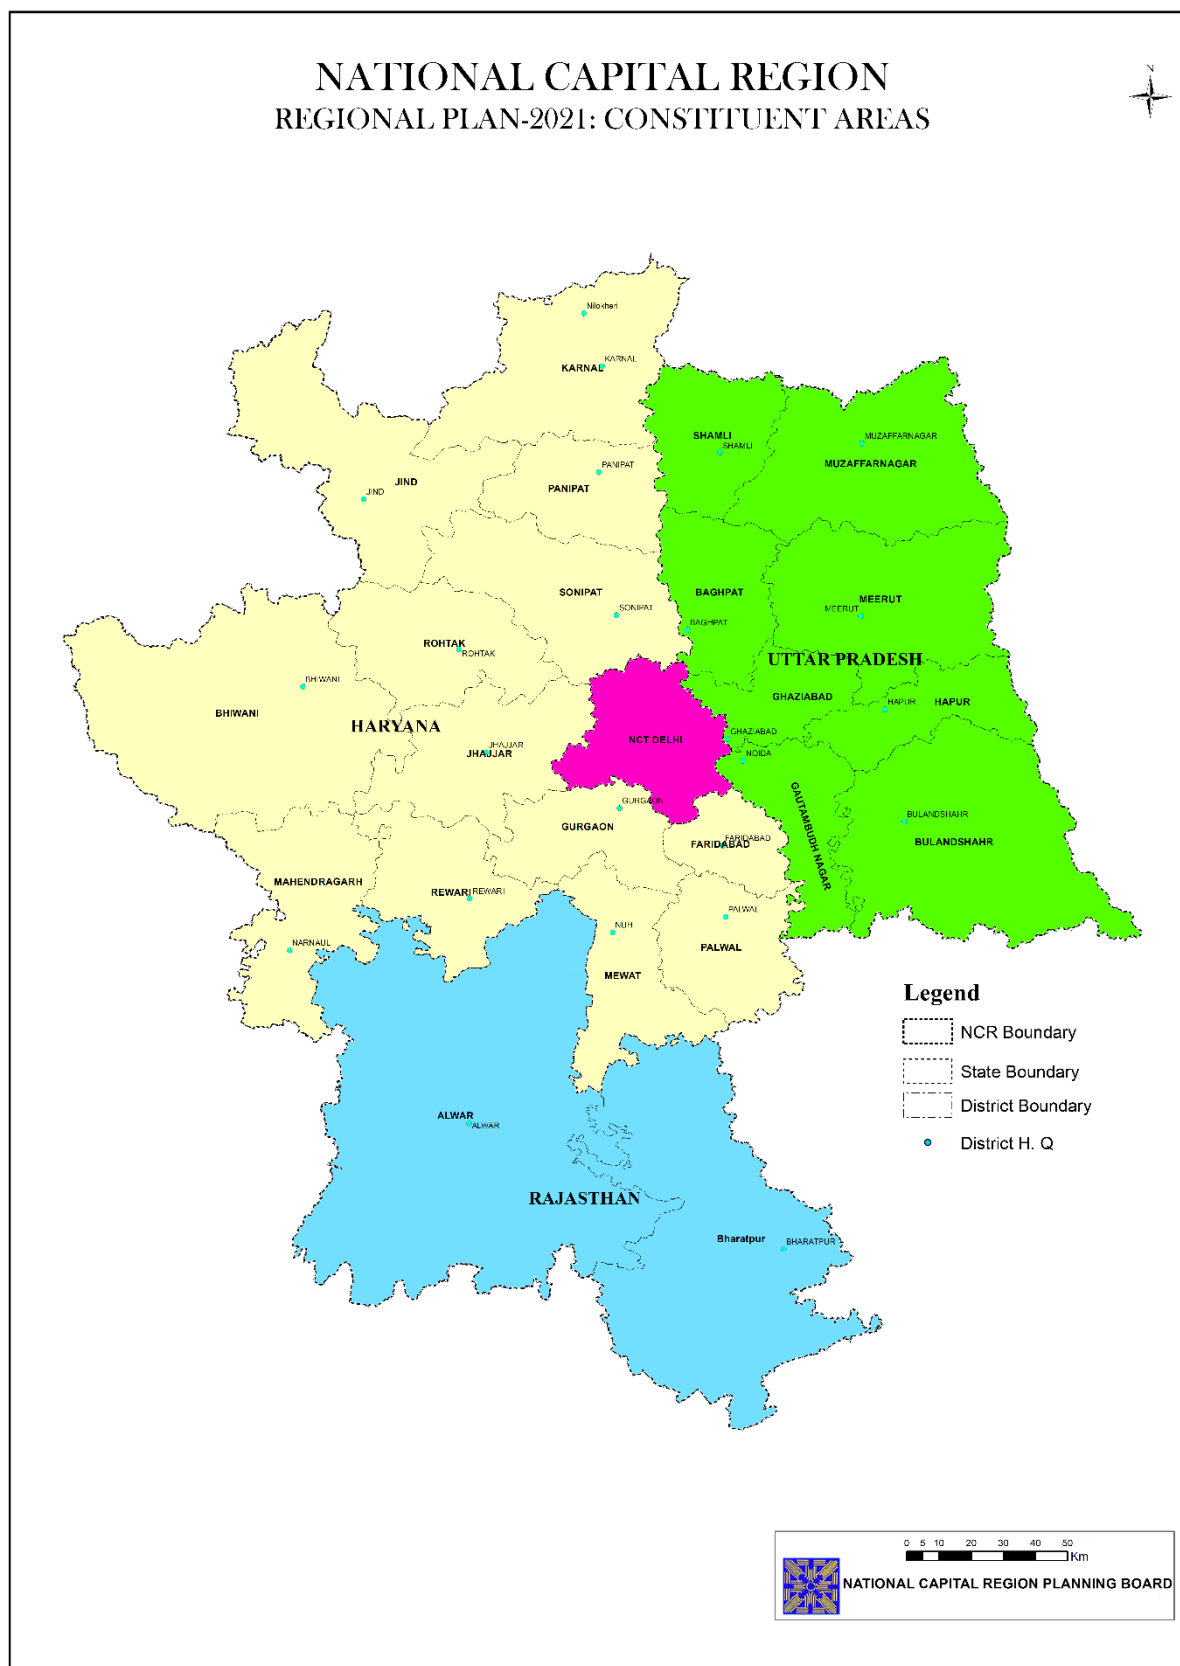 NATIONAL CAPITAL REGION
REGIONAL PLAN-2021: CONSTITUENT AREAS
N
Nilokheri
KARNAL
KARNAL
SHAMLI
SHAMLI
MUZAFFARNAGAR
MUZAFFARNAGAR
JIND
JIND
PANIPAT
PANIPAT
SONIPAT
SONIPAT
BAGHPAT
BAGHPAT
MEERUT
MEERUT
ROHTAK
ROHTAK
UTTAR PRADESH
BHIWANI
BHIWANI
GHAZIABAD
GHAZIABAD
HAPUR
HAPUR
HARYANA
JHAJJAR
JHAJJAR
NCT DELHI
NOIDA
GURGAON
GURGAON
GAUTAMBUDH NAGAR
BULANDSHAHR
BULANDSHAHR
FARIDABAD
FARIDABAD
MAHENDRAGARH
REWARI
REWARI
NARNAUL
NUH
MEWAT
PALWAL
PALWAL
Legend
NCR Boundary
State Boundary
District Boundary
District H. Q
ALWAR
ALWAR
RAJASTHAN
Bharatpur
BHARATPUR
0 5 10 20 30 40 50
Km
NATIONAL CAPITAL REGION PLANNING BOARD